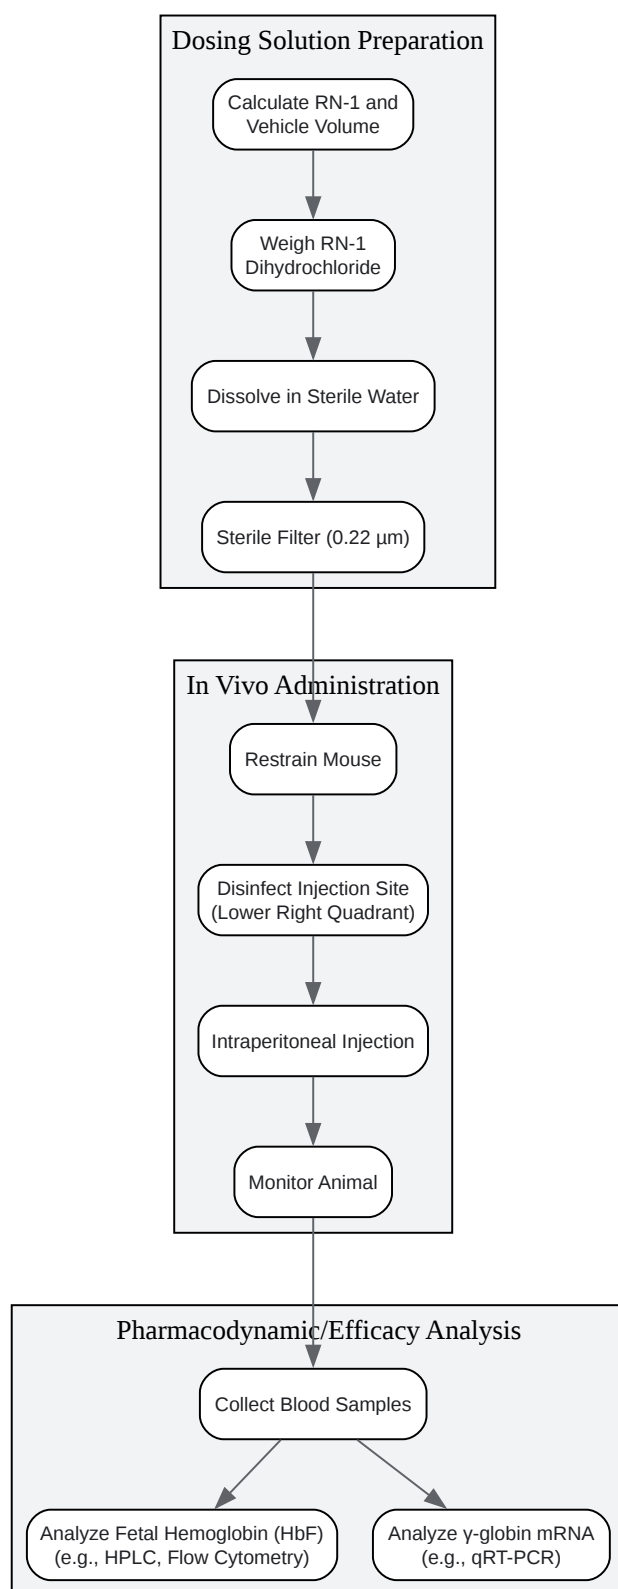 Dosing Solution Preparation
Calculate RN-1 and
Vehicle Volume
Weigh RN-1
Dihydrochloride
Dissolve in Sterile Water
Sterile Filter (0.22 µm)
In Vivo Administration
Restrain Mouse
Disinfect Injection Site
(Lower Right Quadrant)
Intraperitoneal Injection
Monitor Animal
Pharmacodynamic/Efficacy Analysis
Collect Blood Samples
Analyze Fetal Hemoglobin (HbF)
(e.g., HPLC, Flow Cytometry)
Analyze γ-globin mRNA
(e.g., qRT-PCR)